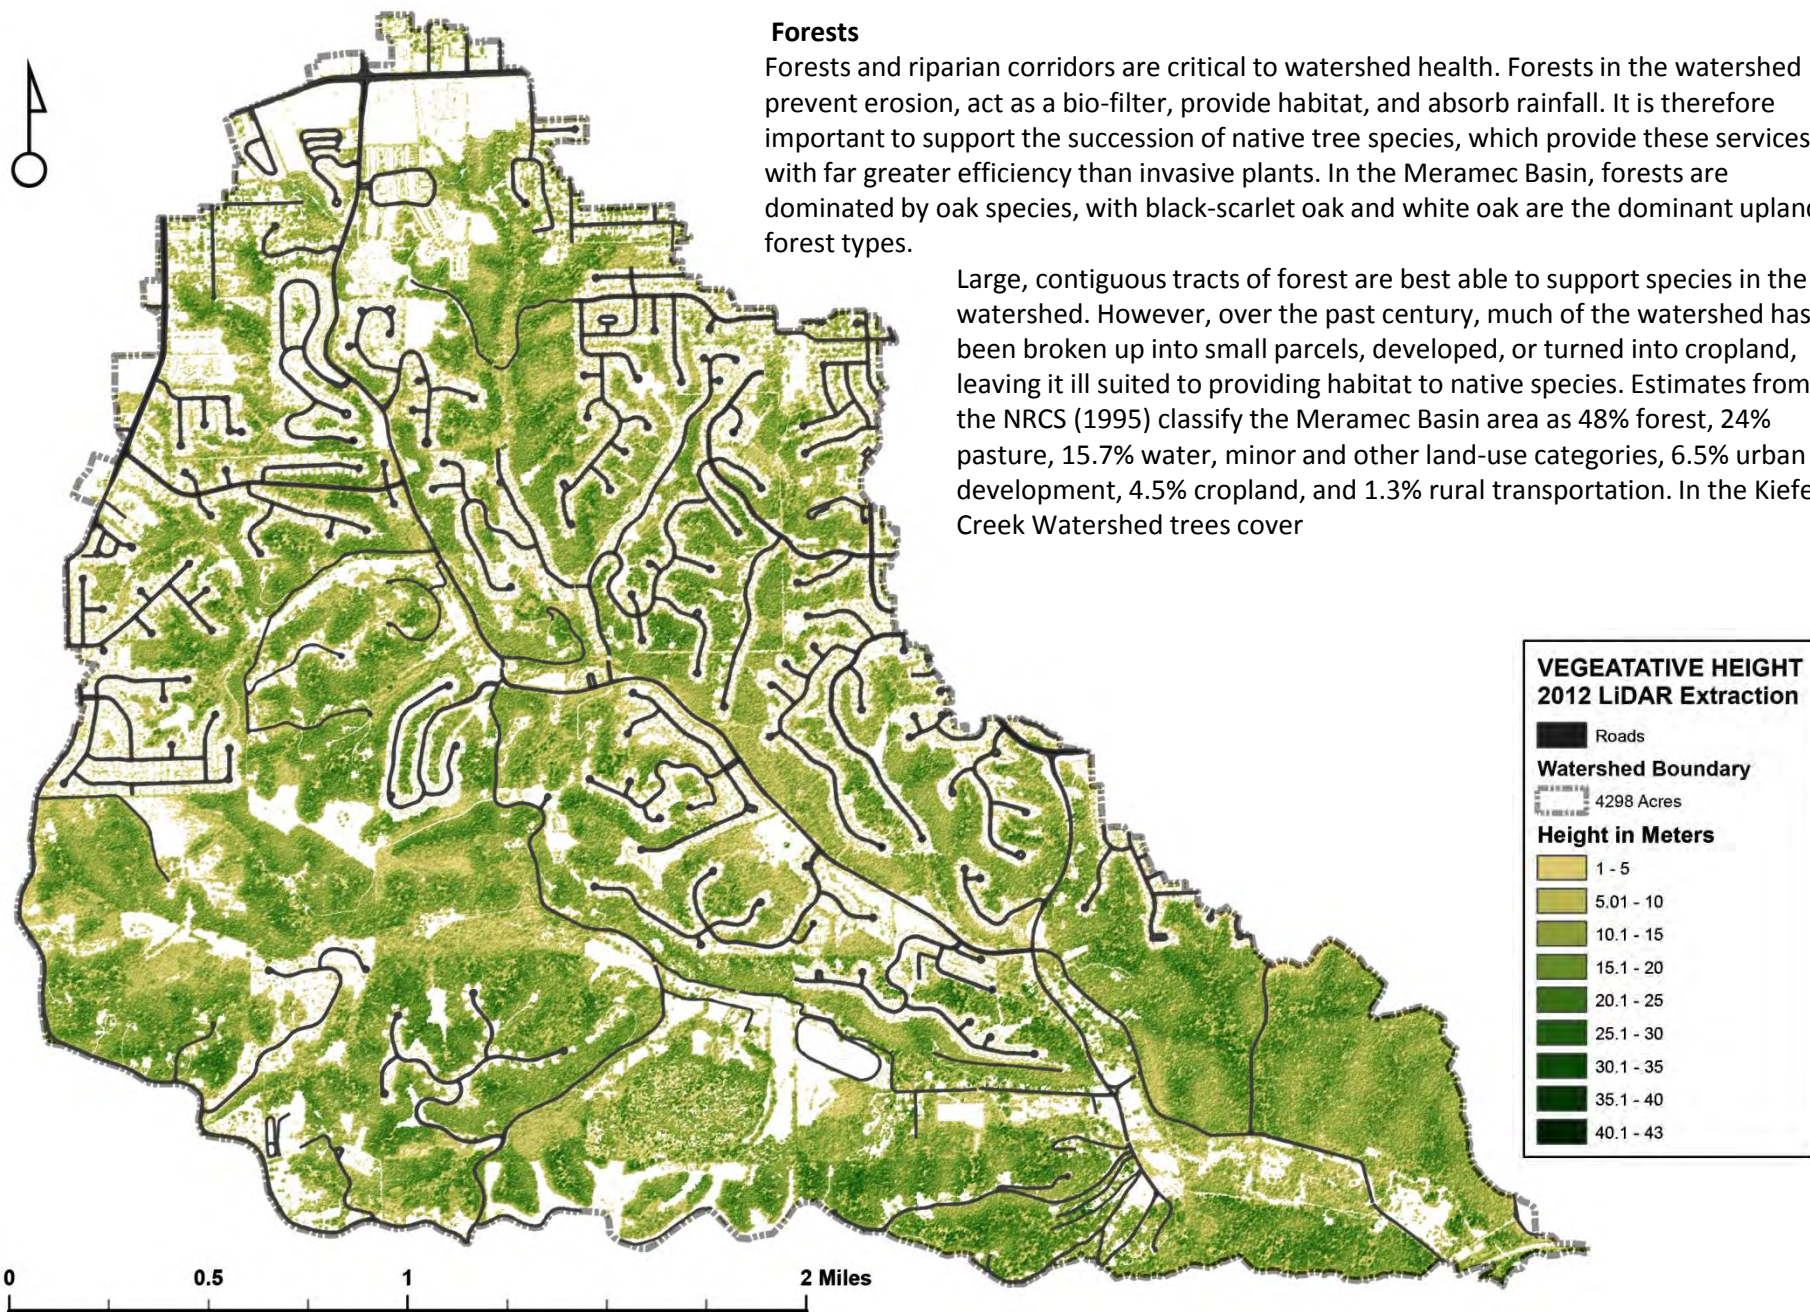 Forests
Forests and riparian corridors are critical to watershed health. Forests in the watershed
prevent erosion, act as a bio-filter, provide habitat, and absorb rainfall. It is therefore
important to support the succession of native tree species, which provide these services
with far greater efficiency than invasive plants. In the Meramec Basin, forests are
dominated by oak species, with black-scarlet oak and white oak are the dominant upland
forest types.
Large, contiguous tracts of forest are best able to support species in the
watershed. However, over the past century, much of the watershed has
been broken up into small parcels, developed, or turned into cropland,
leaving it ill suited to providing habitat to native species. Estimates from
the NRCS (1995) classify the Meramec Basin area as 48% forest, 24%
pasture, 15.7% water, minor and other land-use categories, 6.5% urban
development, 4.5% cropland, and 1.3% rural transportation. In the Kiefe
Creek Watershed trees cover
VEGEATATIVE HEIGHT
2012 LiDAR Extraction
Roads
Watershed Boundary
4298 Acres
Height in Meters
1 - 5
5.01 - 10
10.1 - 15
15.1 - 20
20.1 - 25
25.1 - 30
30.1 - 35
35.1 - 40
40.1 - 43
0 0.5 1 2 Miles